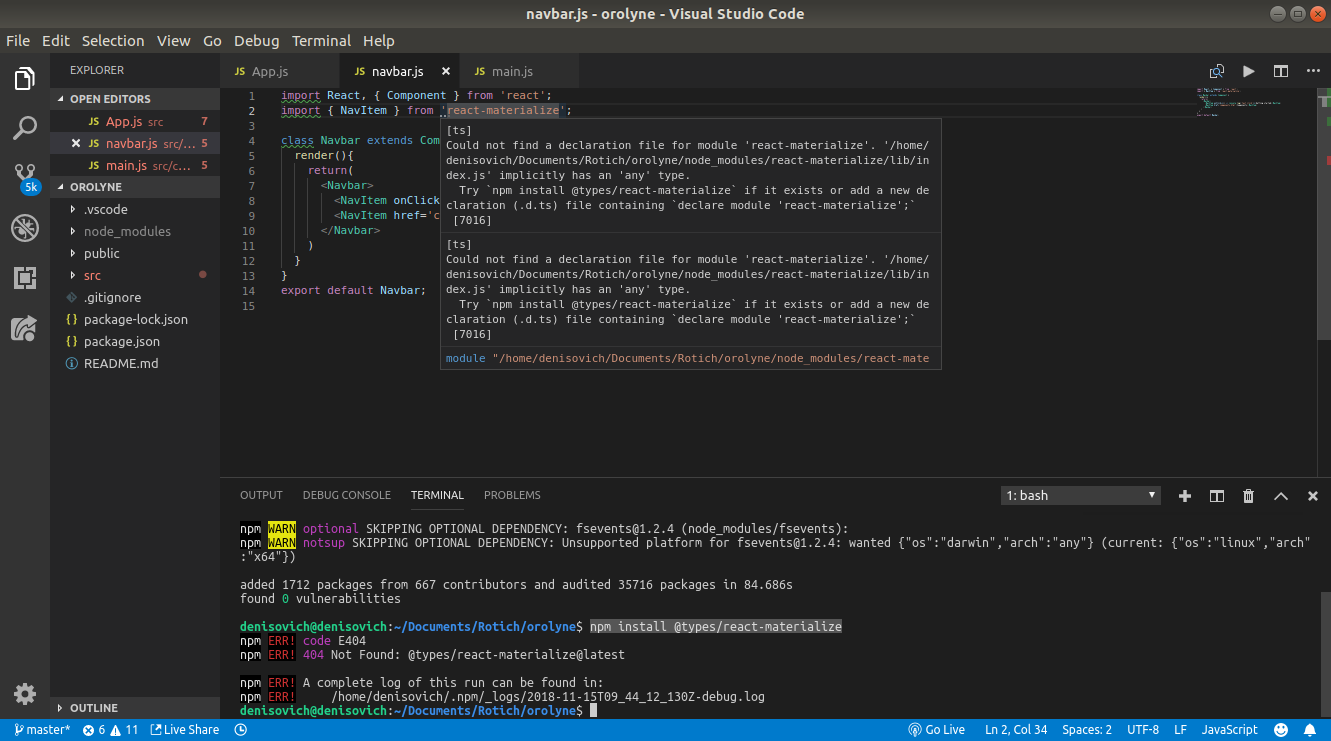 navbar.js - orolyne - Visual Studio Code
File Edit Selection View Go Debug Terminal Help
EXPLORER
OPEN EDITORS
JS App.js src 7
JS navbar.js src/... 5
JS main.js src/c... 5
OROLYNE
.vscode
node_modules
public
src
.gitignore
{} package-lock.json
{} package.json
README.md
OUTLINE
5k
JS App.js JS navbar.js JS main.js
1 import React, { Component } from 'react';
2 import { NavItem } from 'react-materialize';
3
4 class Navbar extends Com
5 render(){
6 return(
7 <Navbar>
8 <NavItem onClick
9 <NavItem href='c
10 </Navbar>
11 )
12 }
13 }
14 export default Navbar;
15
[ts]
Could not find a declaration file for module 'react-materialize'. '/home/
denisovich/Documents/Rotich/orolyne/node_modules/react-materialize/lib/in
dex.js' implicitly has an 'any' type.
Try `npm install @types/react-materialize` if it exists or add a new de
claration (.d.ts) file containing `declare module 'react-materialize';`
[7016]
[ts]
Could not find a declaration file for module 'react-materialize'. '/home/
denisovich/Documents/Rotich/orolyne/node_modules/react-materialize/lib/in
dex.js' implicitly has an 'any' type.
Try `npm install @types/react-materialize` if it exists or add a new de
claration (.d.ts) file containing `declare module 'react-materialize';`
[7016]
module "/home/denisovich/Documents/Rotich/orolyne/node_modules/react-mate
OUTPUT DEBUG CONSOLE TERMINAL PROBLEMS 1: bash
npm WARN optional SKIPPING OPTIONAL DEPENDENCY: fsevents@1.2.4 (node_modules/fsevents):
npm WARN notsup SKIPPING OPTIONAL DEPENDENCY: Unsupported platform for fsevents@1.2.4: wanted {"os":"darwin","arch":"any"} (current: {"os":"linux","arch"
:"x64"})
added 1712 packages from 667 contributors and audited 35716 packages in 84.686s
found 0 vulnerabilities
denisovich@denisovich:~/Documents/Rotich/orolyne$ npm install @types/react-materialize
npm ERR! code E404
npm ERR! 404 Not Found: @types/react-materialize@latest
npm ERR! A complete log of this run can be found in:
npm ERR! /home/denisovich/.npm/_logs/2018-11-15T09_44_12_130Z-debug.log
denisovich@denisovich:~/Documents/Rotich/orolyne$
master* 6 11 Live Share Go Live Ln 2, Col 34 Spaces: 2 UTF-8 LF JavaScript